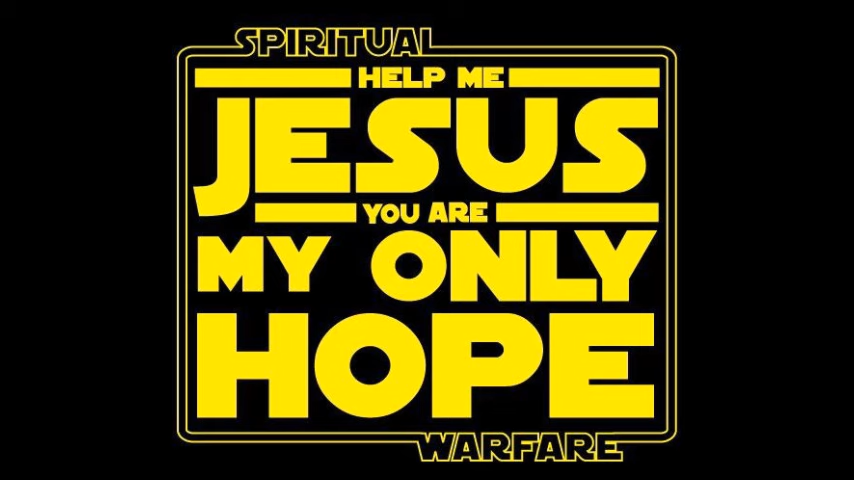 SPIRITUAL
HELP ME
JESUS
YOU ARE
MY ONLY
HOPE
WARFARE